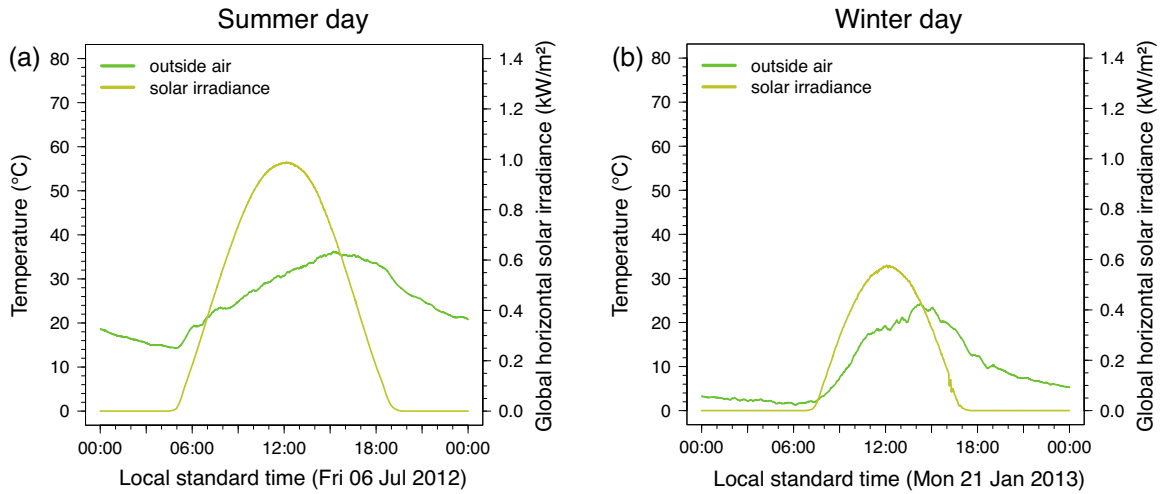 Summer day
(a)
outside air
solar irradiance
Temperature (°C)
80
70
60
50
40
30
20
10
0
Global horizontal solar irradiance (kW/m²)
1.4
1.2
1.0
0.8
0.6
0.4
0.2
0.0
00:00 06:00 12:00 18:00 00:00
Local standard time (Fri 06 Jul 2012)
Winter day
(b)
outside air
solar irradiance
Temperature (°C)
80
70
60
50
40
30
20
10
0
Global horizontal solar irradiance (kW/m²)
1.4
1.2
1.0
0.8
0.6
0.4
0.2
0.0
00:00 06:00 12:00 18:00 00:00
Local standard time (Mon 21 Jan 2013)